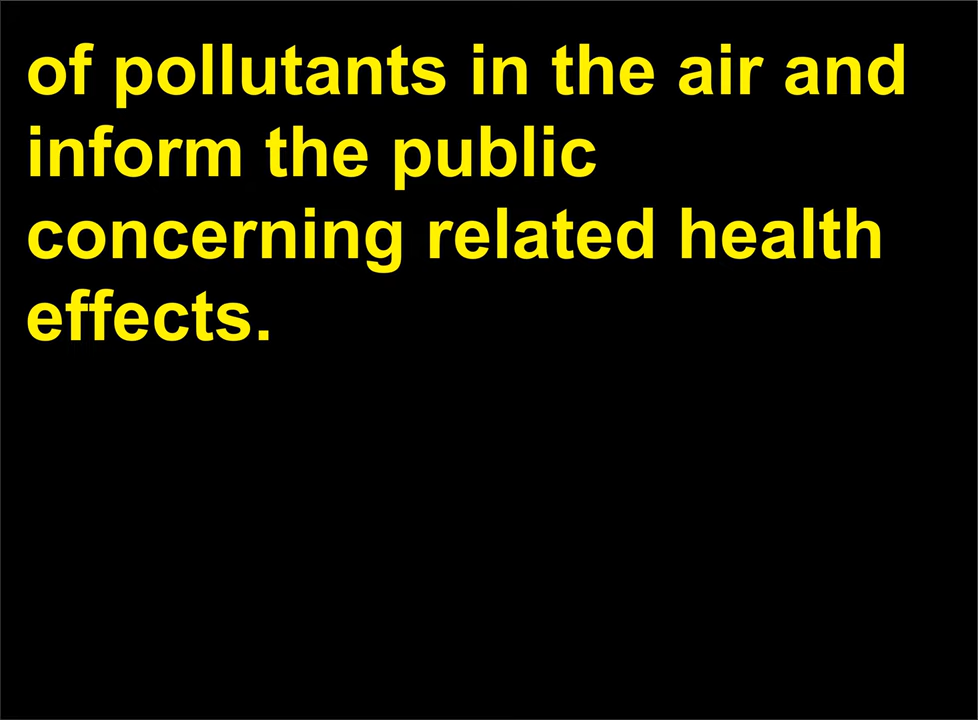 of pollutants in the air and
inform the public
concerning related health
effects.